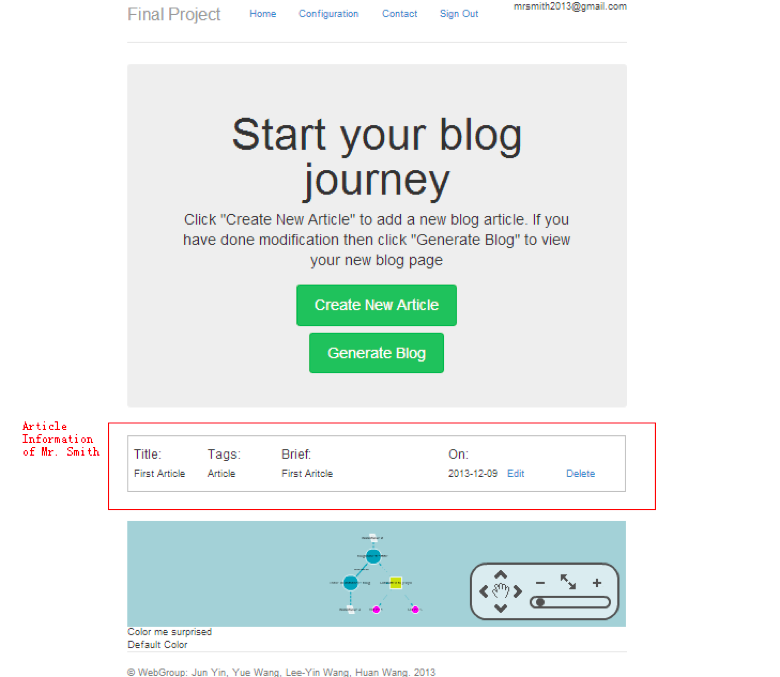 Final Project Home Configuration Contact Sign Out mrsmith2013@gmail.com
Start your blog
journey
Click "Create New Article" to add a new blog article. If you
have done modification then click "Generate Blog" to view
your new blog page
Create New Article
Generate Blog
Article
Information
of Mr. Smith
Title: Tags: Brief: On:
First Article Article First Aritcle 2013-12-09 Edit Delete
Color me surprised
Default Color
© WebGroup: Jun Yin, Yue Wang, Lee-Yin Wang, Huan Wang. 2013